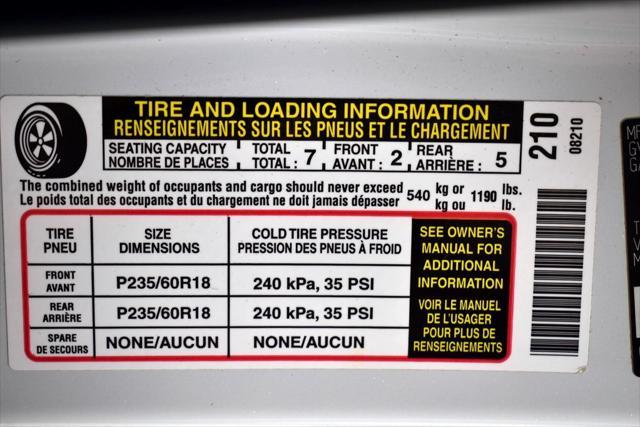 TIRE AND LOADING INFORMATION
RENSEIGNEMENTS SUR LES PNEUS ET LE CHARGEMENT
SEATING CAPACITY
NOMBRE DE PLACES
TOTAL
TOTAL : 7
FRONT
AVANT : 2
REAR
ARRIÈRE : 5
The combined weight of occupants and cargo should never exceed
Le poids total des occupants et du chargement ne doit jamais dépasser
540 kg or 1190 lbs.
kg ou lb.
TIRE
PNEU
SIZE
DIMENSIONS
COLD TIRE PRESSURE
PRESSION DES PNEUS À FROID
FRONT
AVANT
P235/60R18
240 kPa, 35 PSI
REAR
ARRIÈRE
P235/60R18
240 kPa, 35 PSI
SPARE
DE SECOURS
NONE/AUCUN
NONE/AUCUN
SEE OWNER'S
MANUAL FOR
ADDITIONAL
INFORMATION
VOIR LE MANUEL
DE L'USAGER
POUR PLUS DE
RENSEIGNEMENTS
210
08210